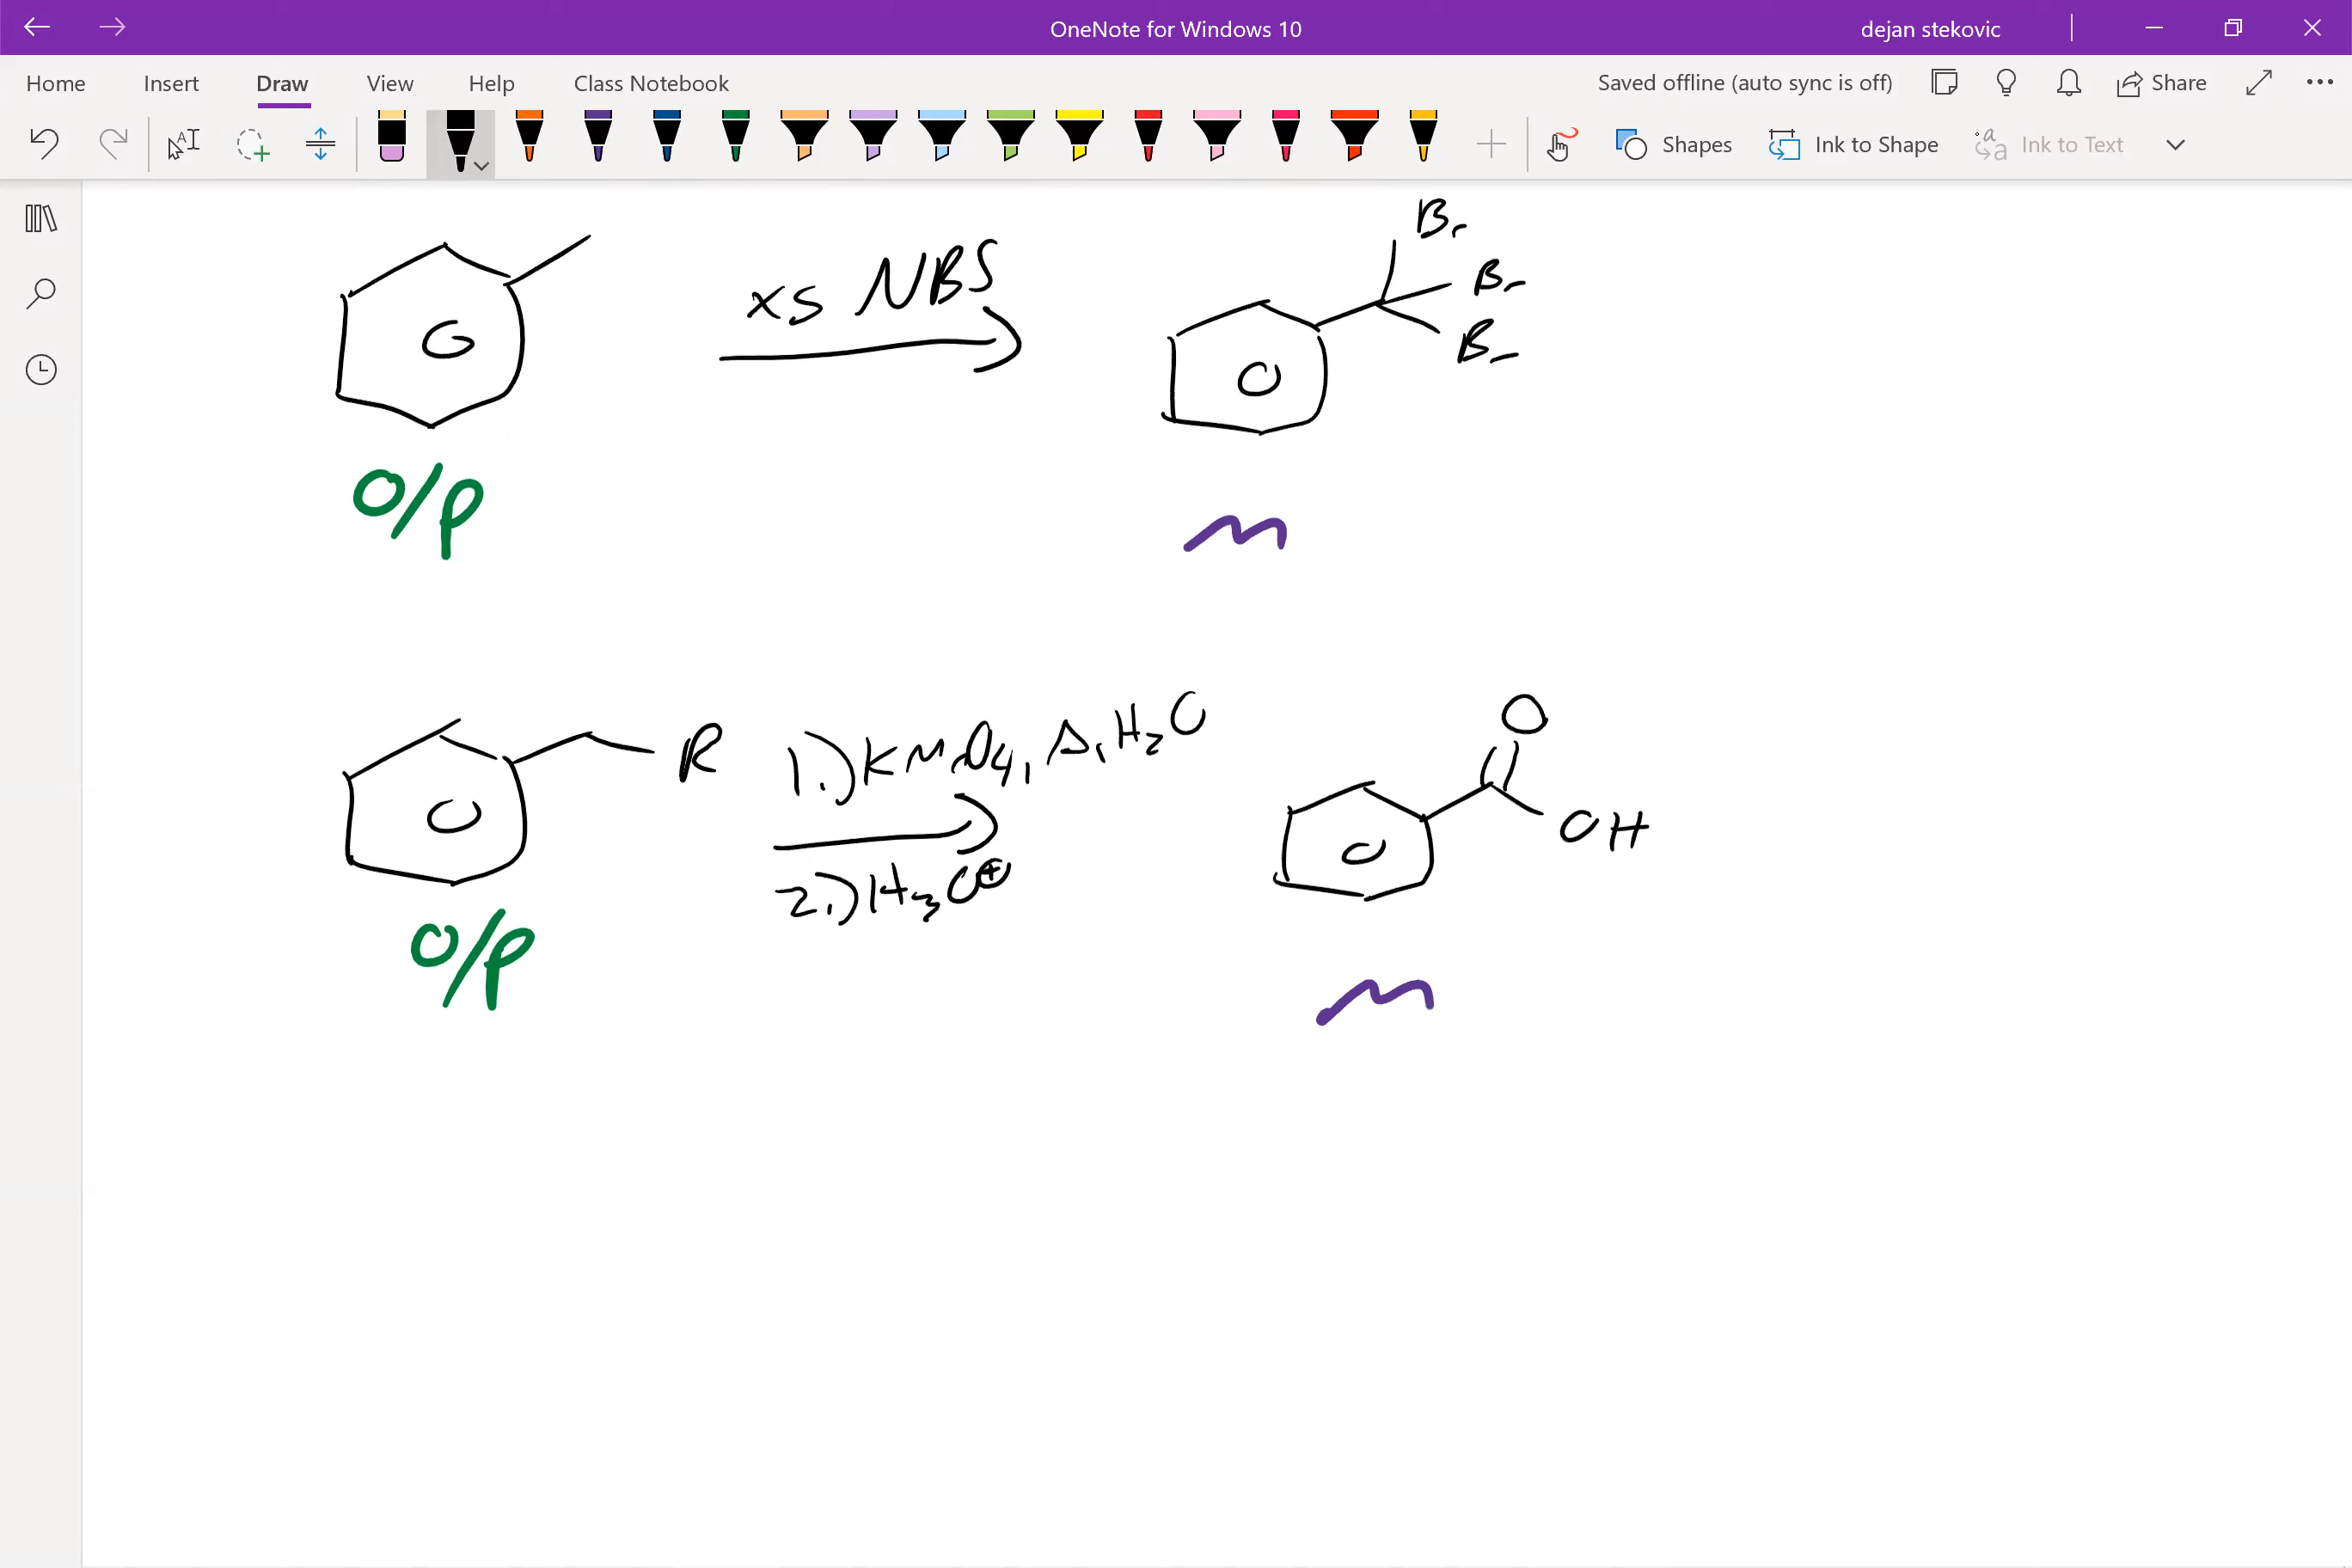 OneNote for Windows 10
dejan stekovic
Home Insert Draw View Help Class Notebook
Saved offline (auto sync is off) Share
Shapes Ink to Shape Ink to Text
Br
xs NBS
Br
Br
O
O/P
m
1.) KMnO4, Δ, H2O
O
R
OH
2.) H3O⊕
O/P
m